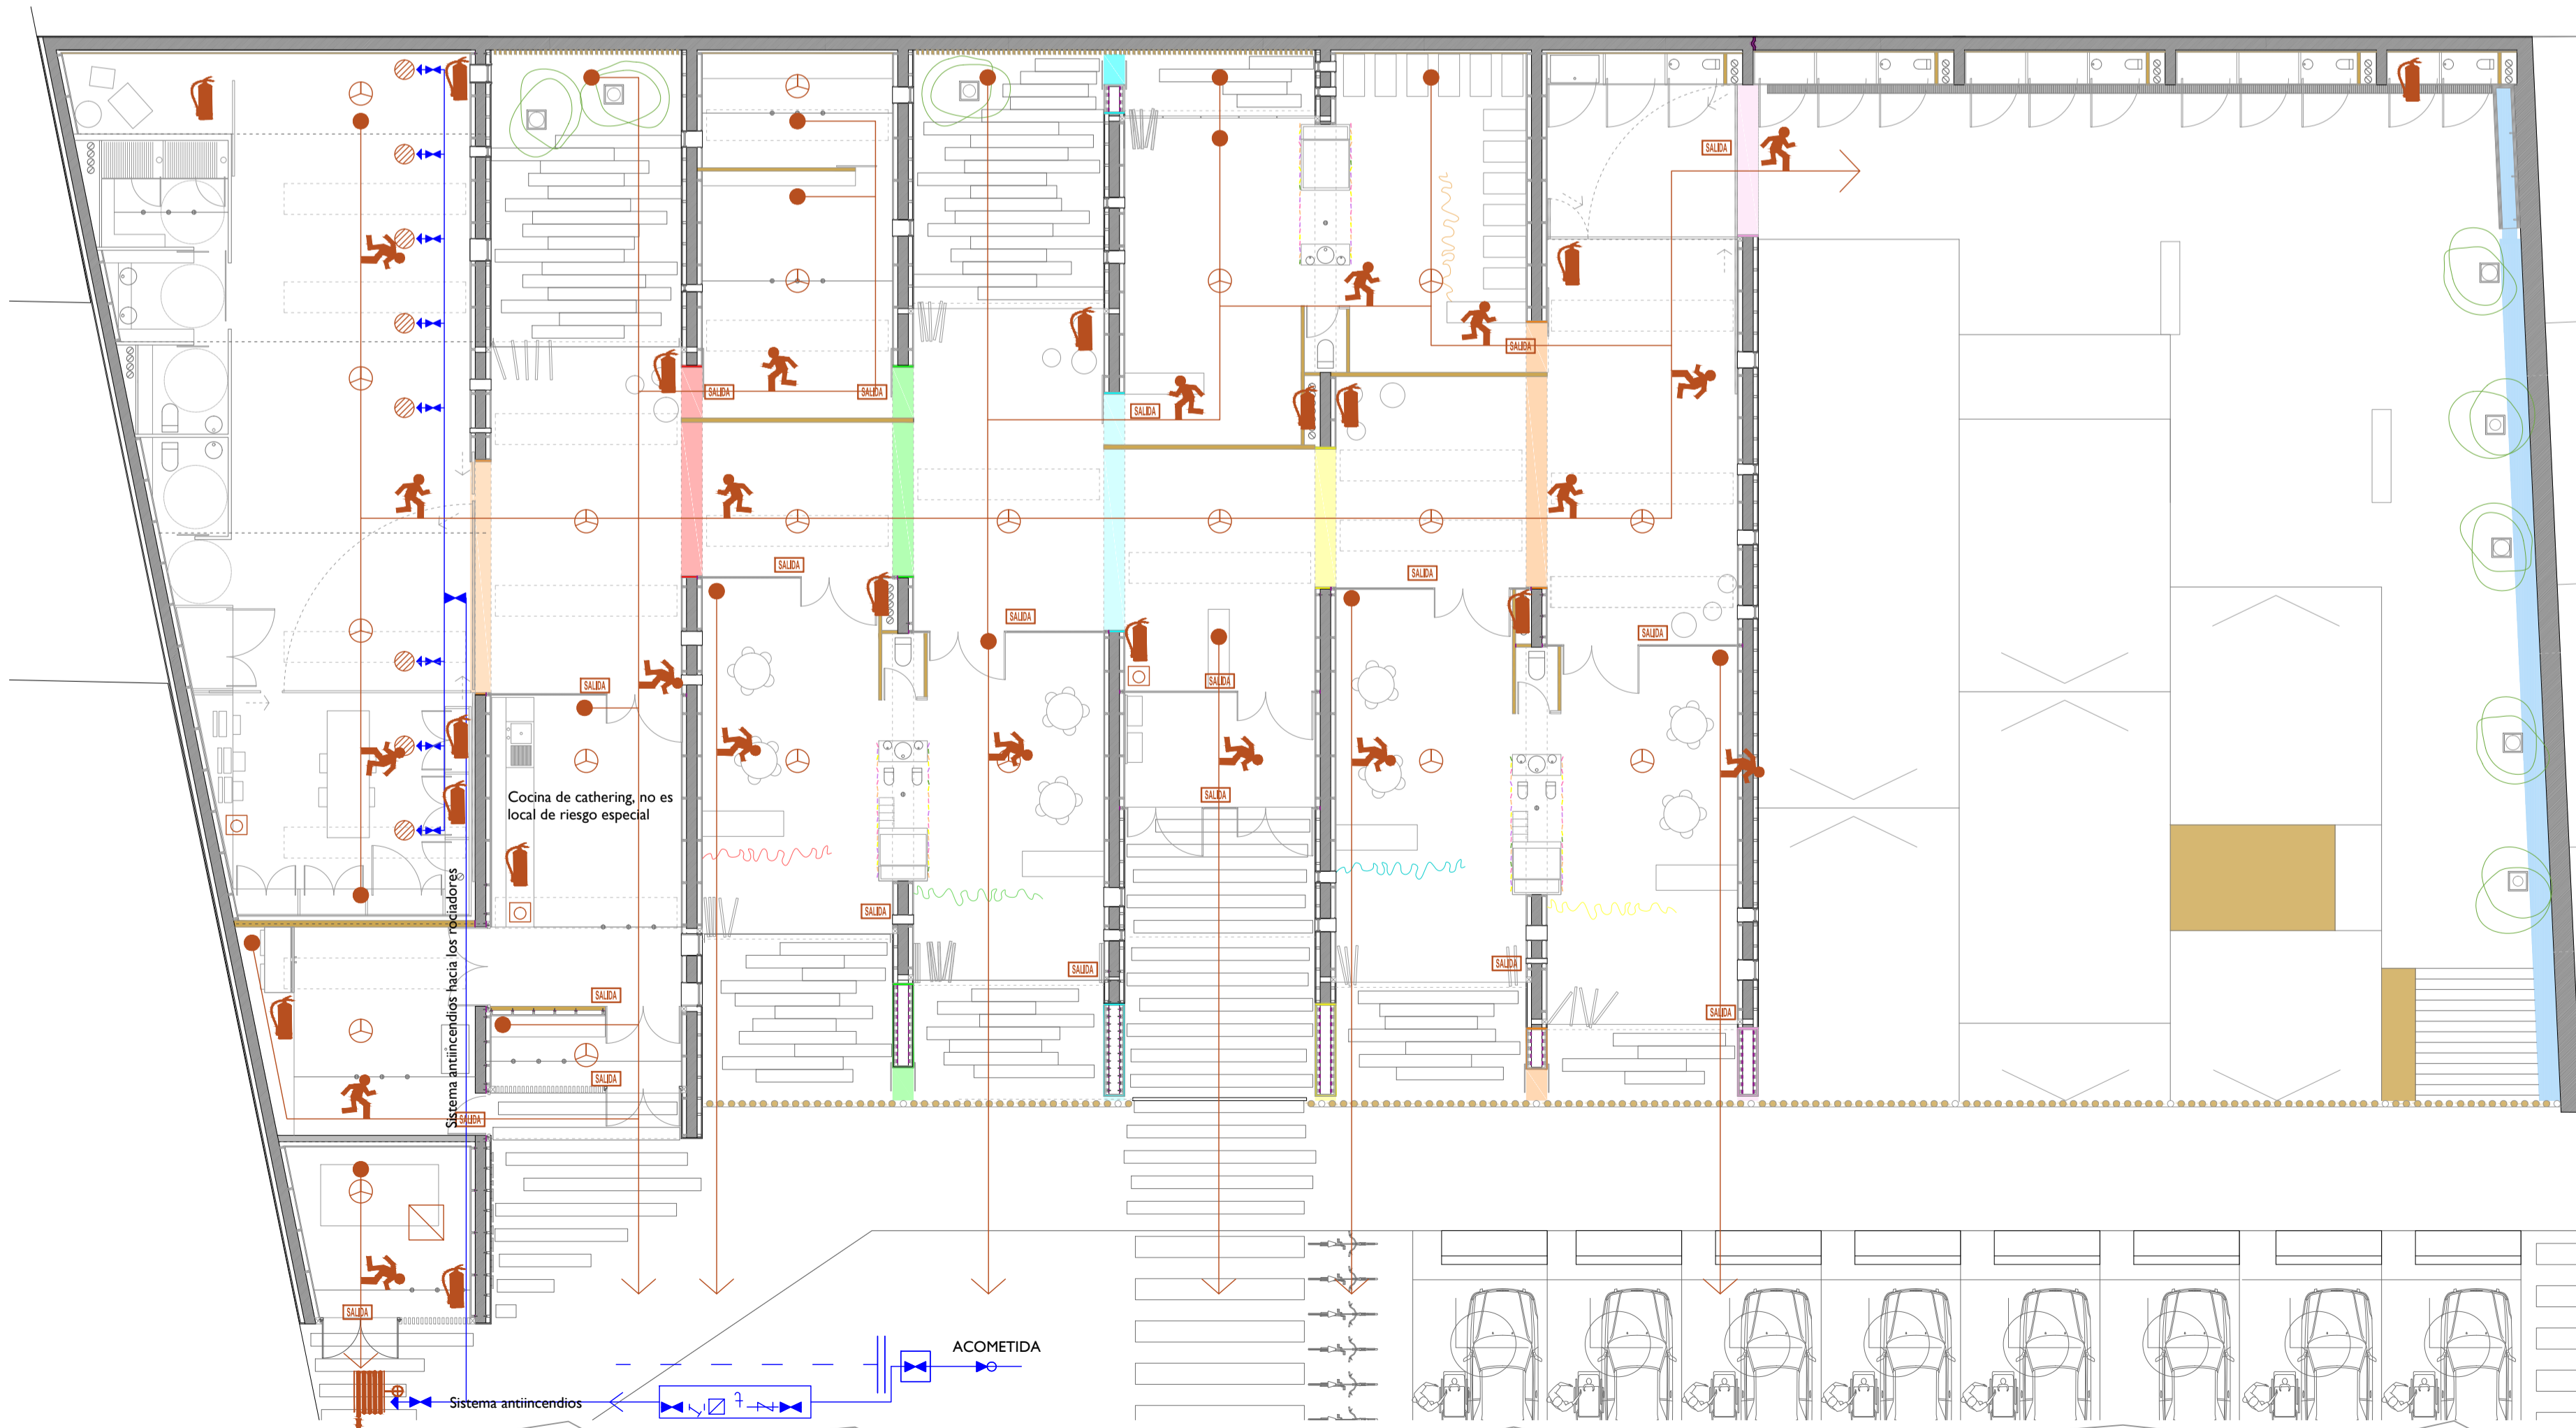 SALIDA
SALIDA
SALIDA
SALIDA
SALIDA
SALIDA
SALIDA
SALIDA
SALIDA
SALIDA
SALIDA
SALIDA
Cocina de cathering, no es
local de riesgo especial
SALIDA
SALIDA
SALIDA
SALIDA
SALIDA
SALIDA
SALIDA
SALIDA
Sistema antiincendios hacia los rociadores
SALIDA
ACOMETIDA
Sistema antiincendios